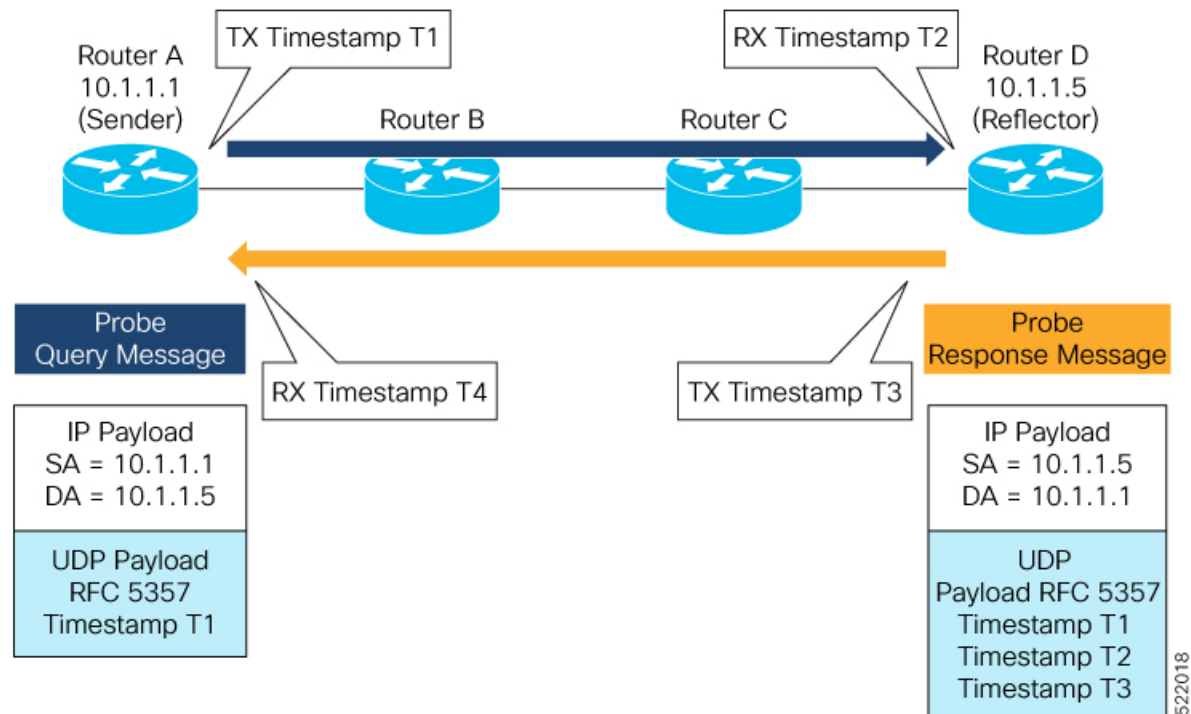 TX Timestamp T1
RX Timestamp T2
Router A
10.1.1.1
(Sender)
Router B
Router C
Router D
10.1.1.5
(Reflector)
Probe
Query Message
RX Timestamp T4
TX Timestamp T3
Probe
Response Message
IP Payload
SA = 10.1.1.1
DA = 10.1.1.5
UDP Payload
RFC 5357
Timestamp T1
IP Payload
SA = 10.1.1.5
DA = 10.1.1.1
UDP
Payload RFC 5357
Timestamp T1
Timestamp T2
Timestamp T3
522018